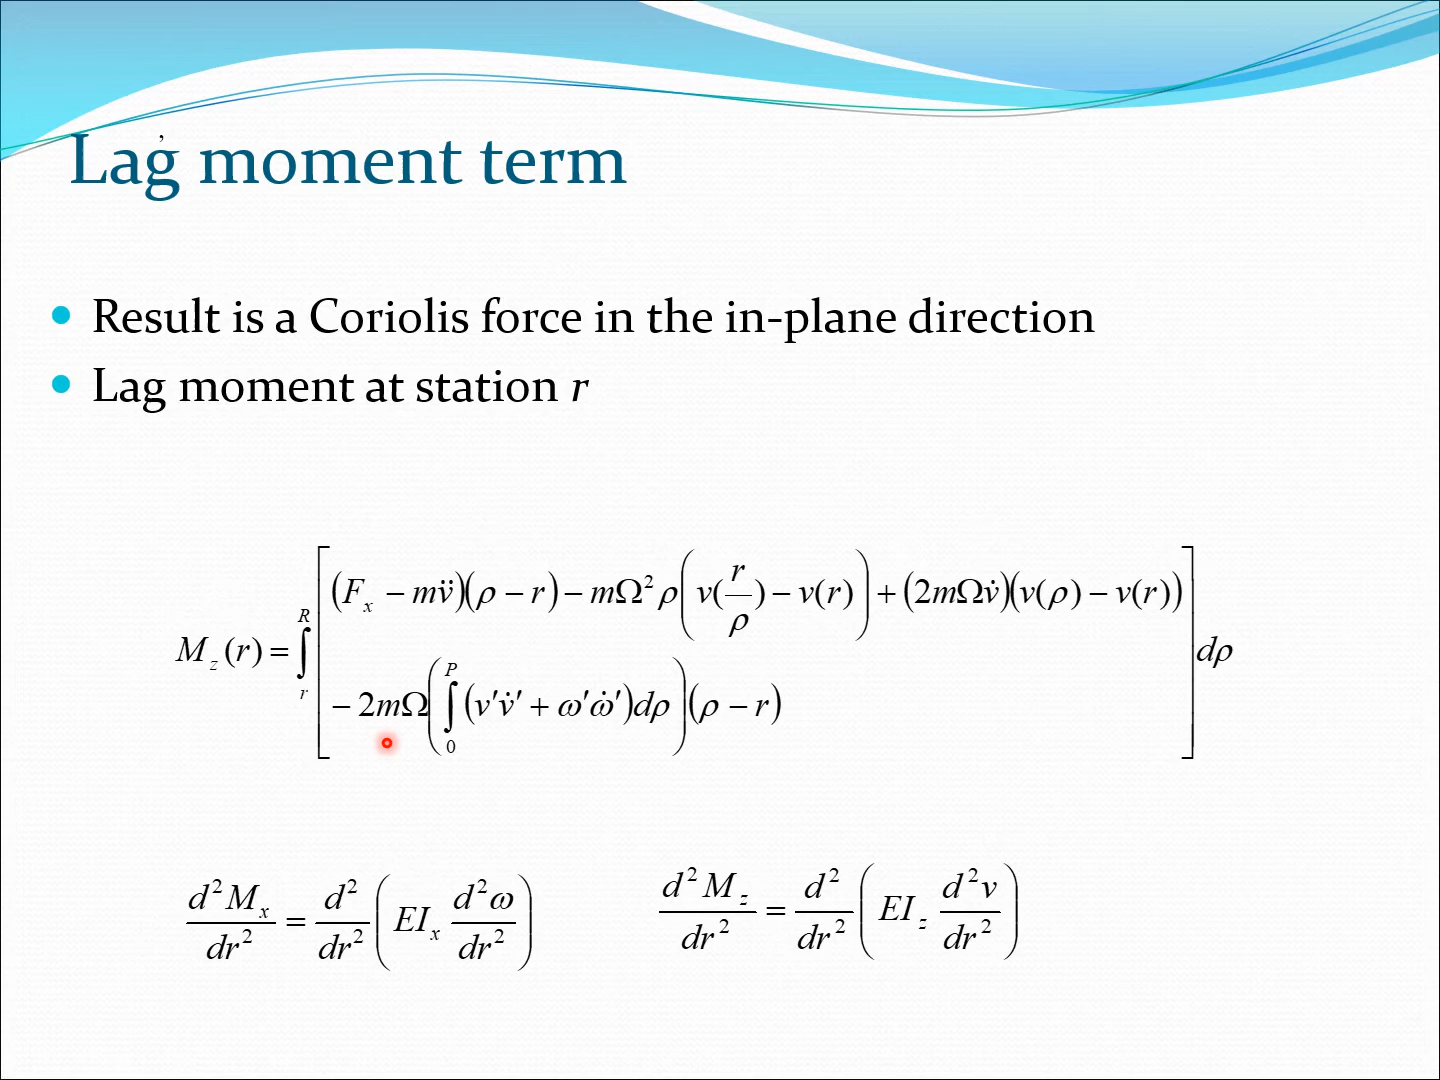 Lag moment term
,
Result is a Coriolis force in the in-plane direction
Lag moment at station r
M_z(r) = ∫_r^R [ (F_x − mv̈)(ρ − r) − mΩ²ρ( v(r/ρ) − v(r) ) + (2mΩv̇)(v(ρ) − v(r))
− 2mΩ( ∫_0^P (v′v̇′ + ω′ω̇′)dρ )(ρ − r) ] dρ
d²M_x/dr² = d²/dr² ( EI_x d²ω/dr² )
d²M_z/dr² = d²/dr² ( EI_z d²v/dr² )